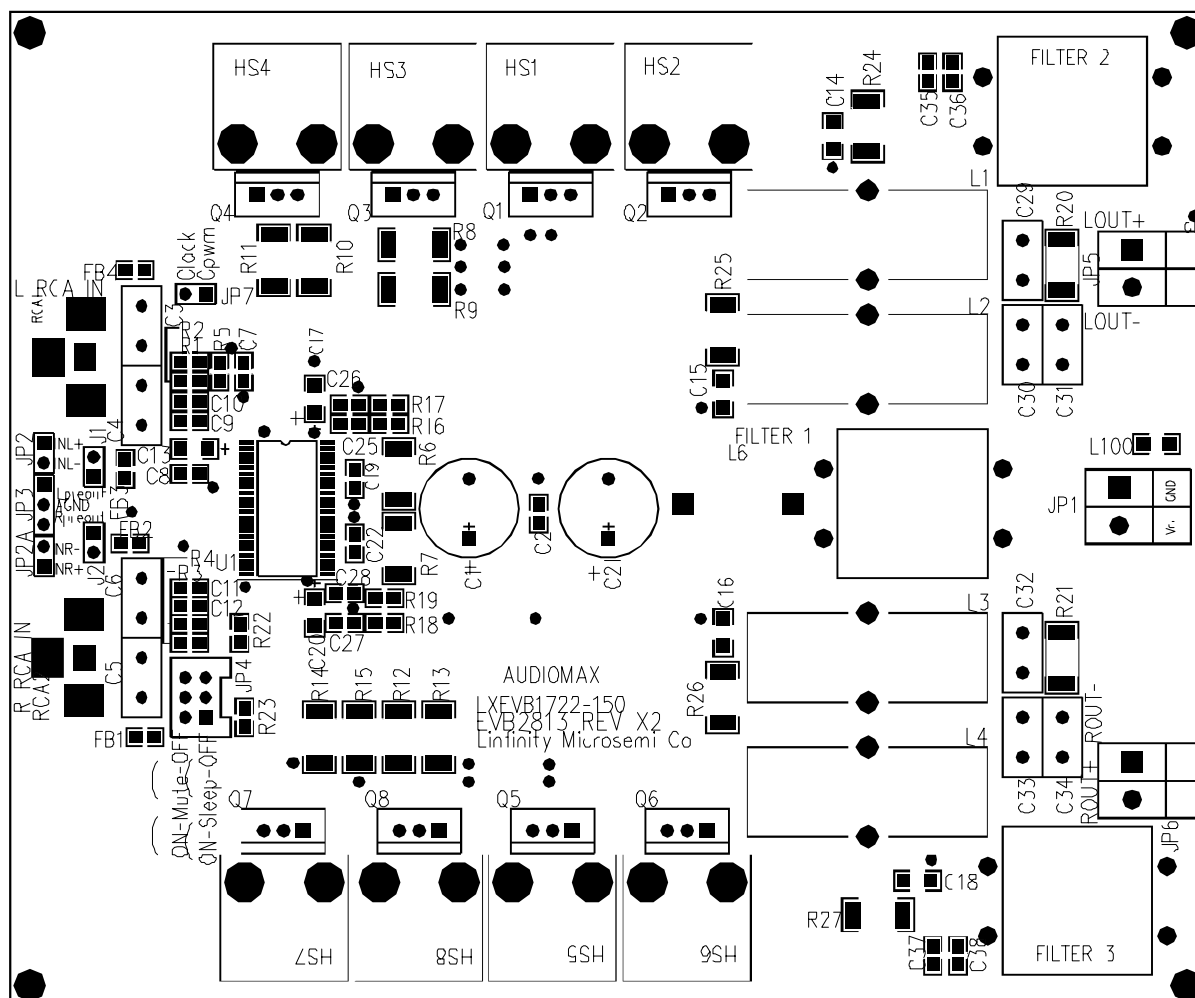 HS4
HS3
HS1
HS2
C14
R24
C35
C36
FILTER 2
Q4
Q3
Q1
Q2
L1
C29
R20
LOUT+
JP5
LOUT-
R11
R10
R8
R9
R25
L2
C30
C31
FB4
Clock
Cpwm
JP7
L_RCA IN
RCA
C3
R2
R1
R5
C7
C17
C26
R17
R16
C10
C9
C4
C13
C8
C25
C19
R6
C15
FILTER 1
L6
L100
JP2
NL+
NL-
J1
JP3
AGND
FB3
FB2
JP2A
NR-
NR+
J2
R4
U1
R3
C22
R7
C1
C2
C21
JP1
GND
C6
C11
C12
C28
R19
R18
C27
C20
R22
C16
L3
C32
R21
R RCA IN
RCA2
C5
JP4
R23
FB1
R14
R15
R12
R13
AUDIOMAX
LXEVB1722-150
EVB2813 REV X2
Linfinity Microsemi Co
R26
L4
C33
C34
ROUT-
ROUT+
JP6
ON-Mute-OFF
ON-Sleep-OFF
Q7
Q8
Q5
Q6
HS7
HS8
HS5
HS6
C18
R27
C37
C38
FILTER 3